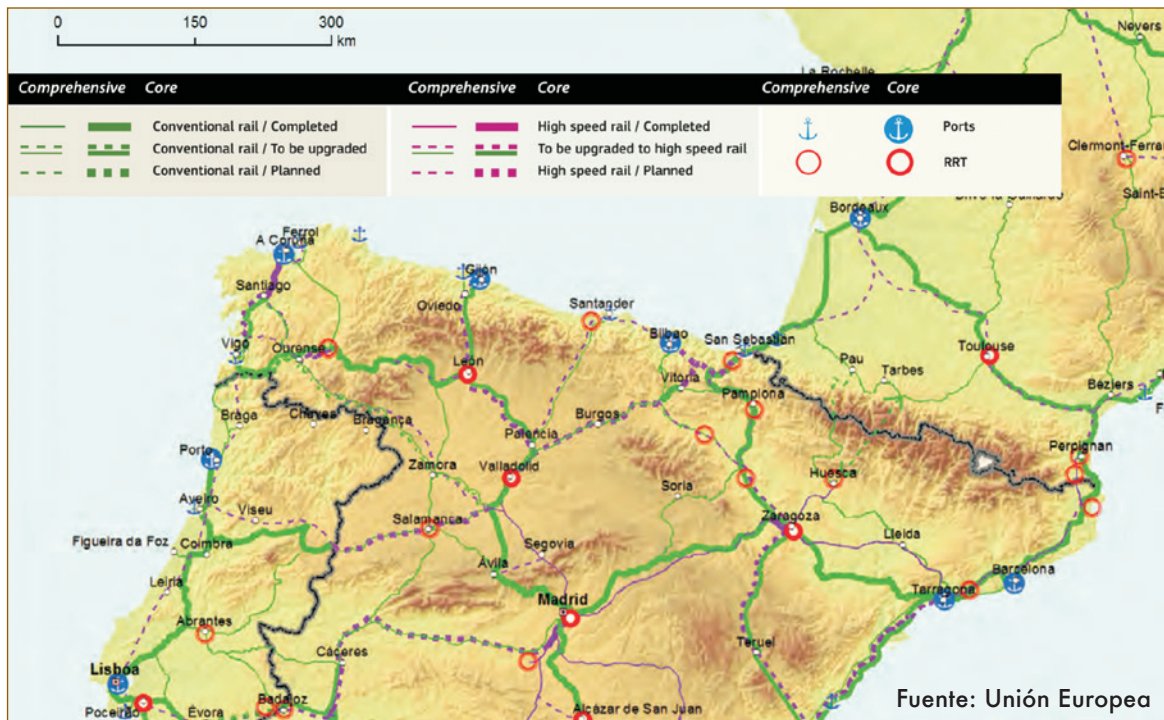 0 150 300
km
Comprehensive Core Comprehensive Core Comprehensive Core
Conventional rail / Completed High speed rail / Completed Ports
Conventional rail / To be upgraded To be upgraded to high speed rail RRT
Conventional rail / Planned High speed rail / Planned
Nevers
La Rochelle
Clermont-Ferran
Saint-E
Bordeaux
Ferrol
A Coruña
Gijón
Santiago
Oviedo
Santander
Bilbao
San Sebastian
Toulouse
Vigo
Ourense
León
Vitoria
Pau
Tarbes
Béziers
Pamplona
Braga
Chaves
Bragança
Burgos
Palencia
Perpignan
Porto
Zamora
Valladolid
Huesca
Soria
Aveiro
Viseu
Salamanca
Zaragoza
Lleida
Figueira da Foz
Coimbra
Segovia
Ávila
Barcelona
Leiria
Madrid
Tarragona
Abrantes
Teruel
Cáceres
Lisbóa
Badajoz
Poceirão
Évora
Alcázar de San Juan
Fuente: Unión Europea